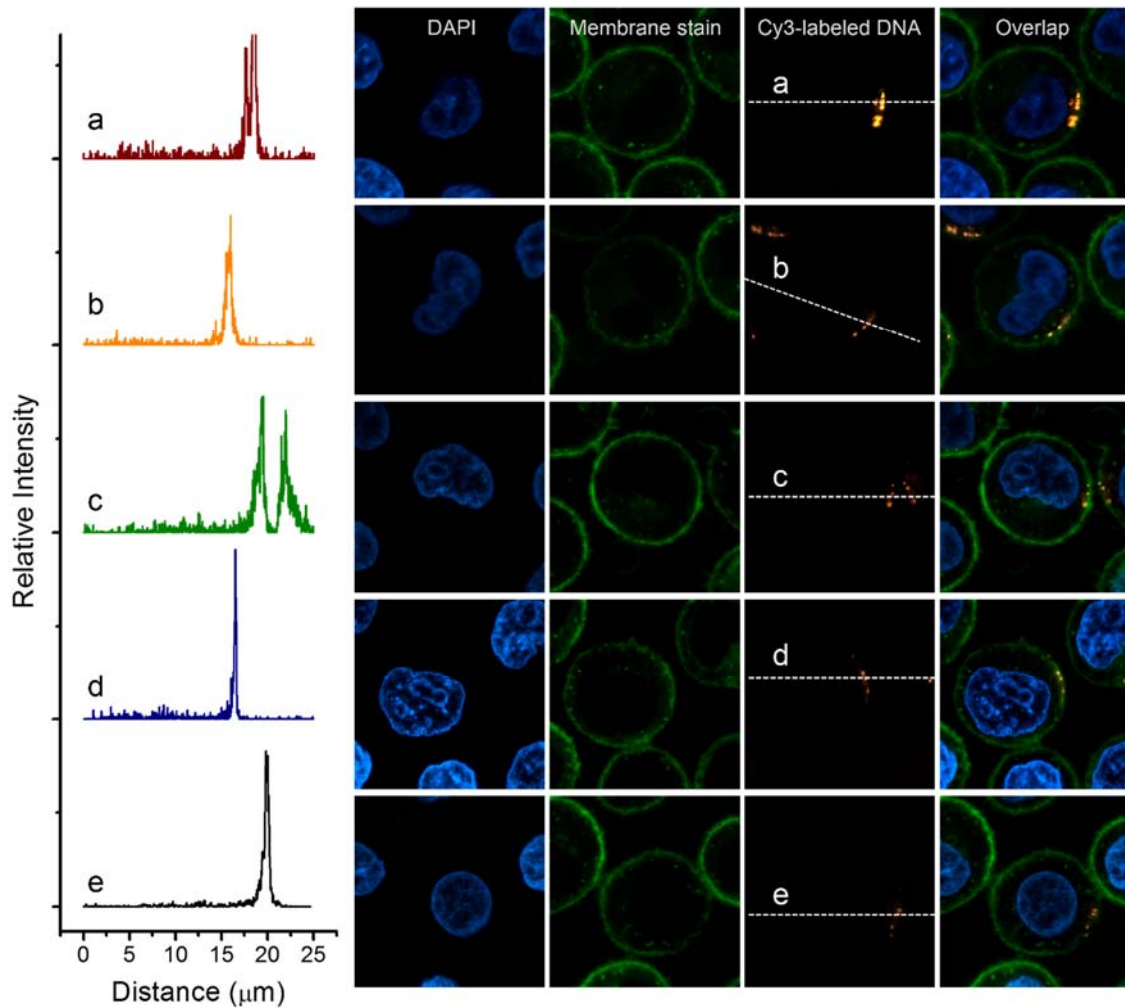 DAPI
Membrane stain
Cy3-labeled DNA
Overlap
a
a
b
b
c
c
d
d
e
e
Relative Intensity
0 5 10 15 20 25
Distance (μm)